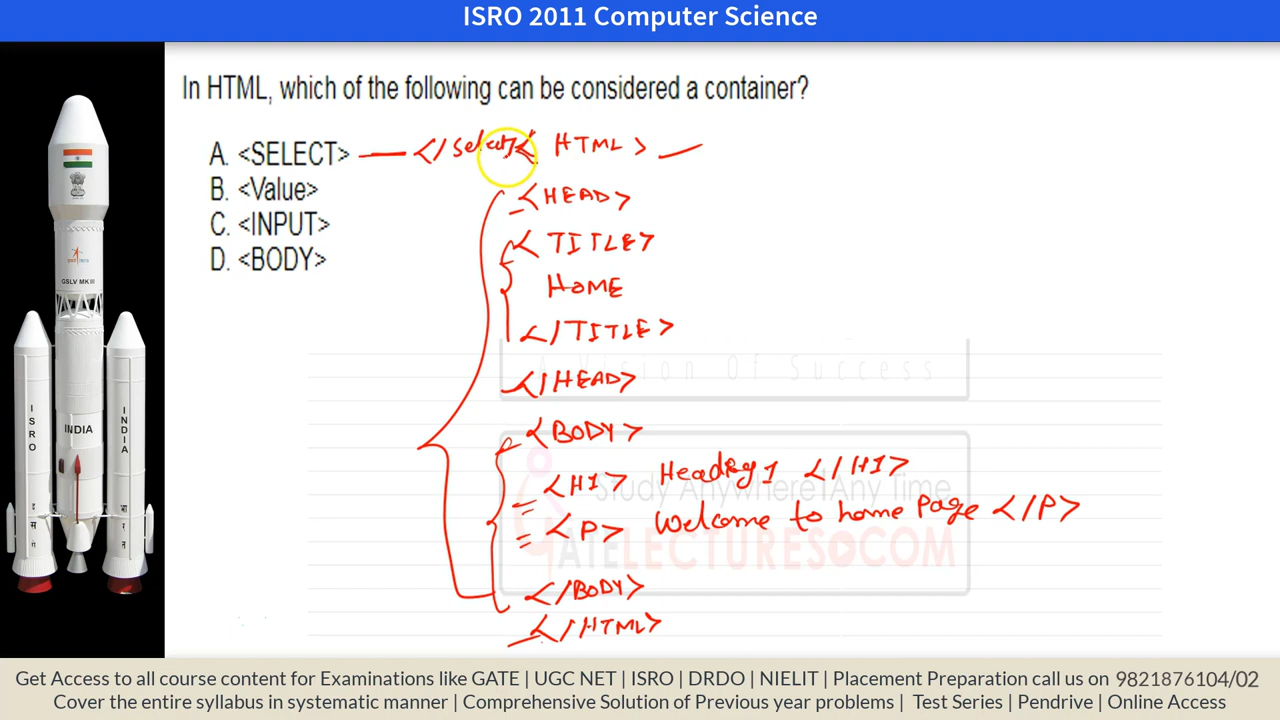 ISRO 2011 Computer Science
In HTML, which of the following can be considered a container?
A. <SELECT> </select> < HTML >
B. <Value>
C. <INPUT>
D. <BODY>
<HEAD>
< TITLE>
HOME
</TITLE>
</HEAD>
<BODY>
<H1> Heading 1 </H1>
<P> Welcome to home Page </P>
</BODY>
</HTML>
A Vision Of Success
Study Anywhere|Any Time
GATELECTURES.COM
GSLV MK III
ISRO
INDIA
INDIA
Get Access to all course content for Examinations like GATE | UGC NET | ISRO | DRDO | NIELIT | Placement Preparation call us on 9821876104/02
Cover the entire syllabus in systematic manner | Comprehensive Solution of Previous year problems | Test Series | Pendrive | Online Access